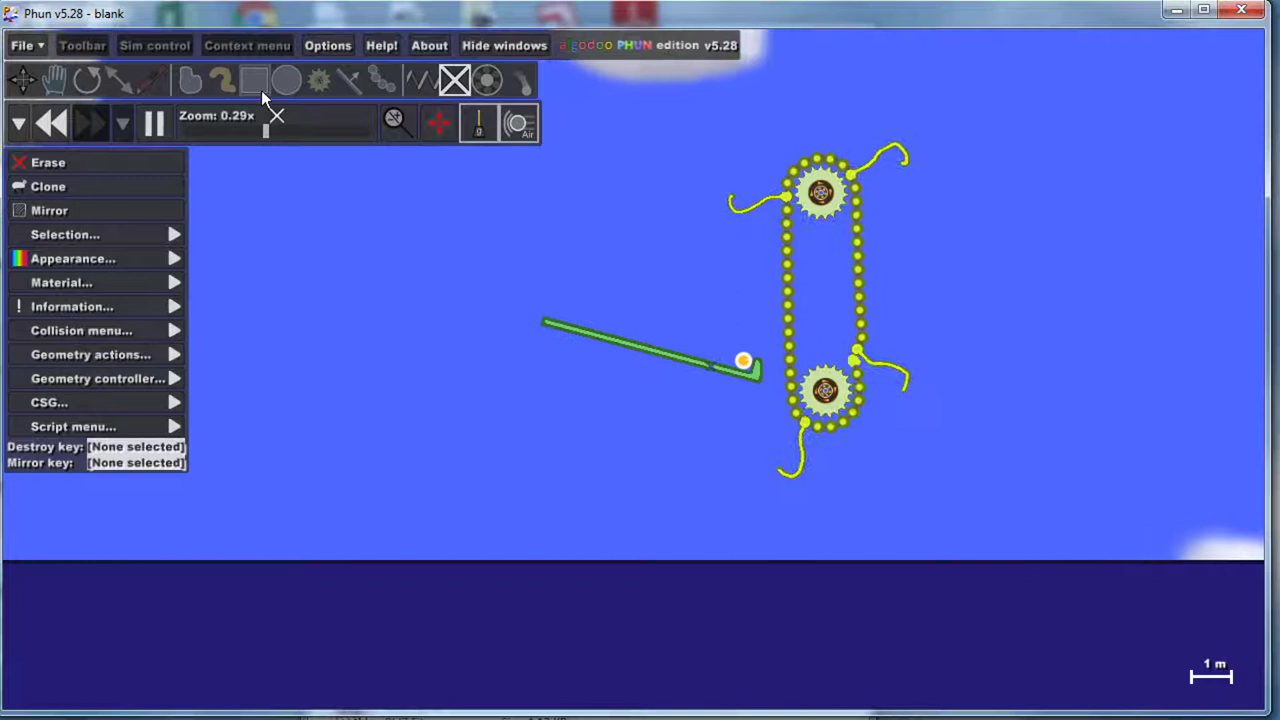 Phun v5.28 - blank
File Toolbar Sim control Context menu Options Help! About Hide windows algodoo PHUN edition v5.28
Zoom: 0.29x
g
Air
Erase
Clone
Mirror
Selection...
Appearance...
Material...
! Information...
Collision menu...
Geometry actions...
Geometry controller...
CSG...
Script menu...
Destroy key: [None selected]
Mirror key: [None selected]
1 m